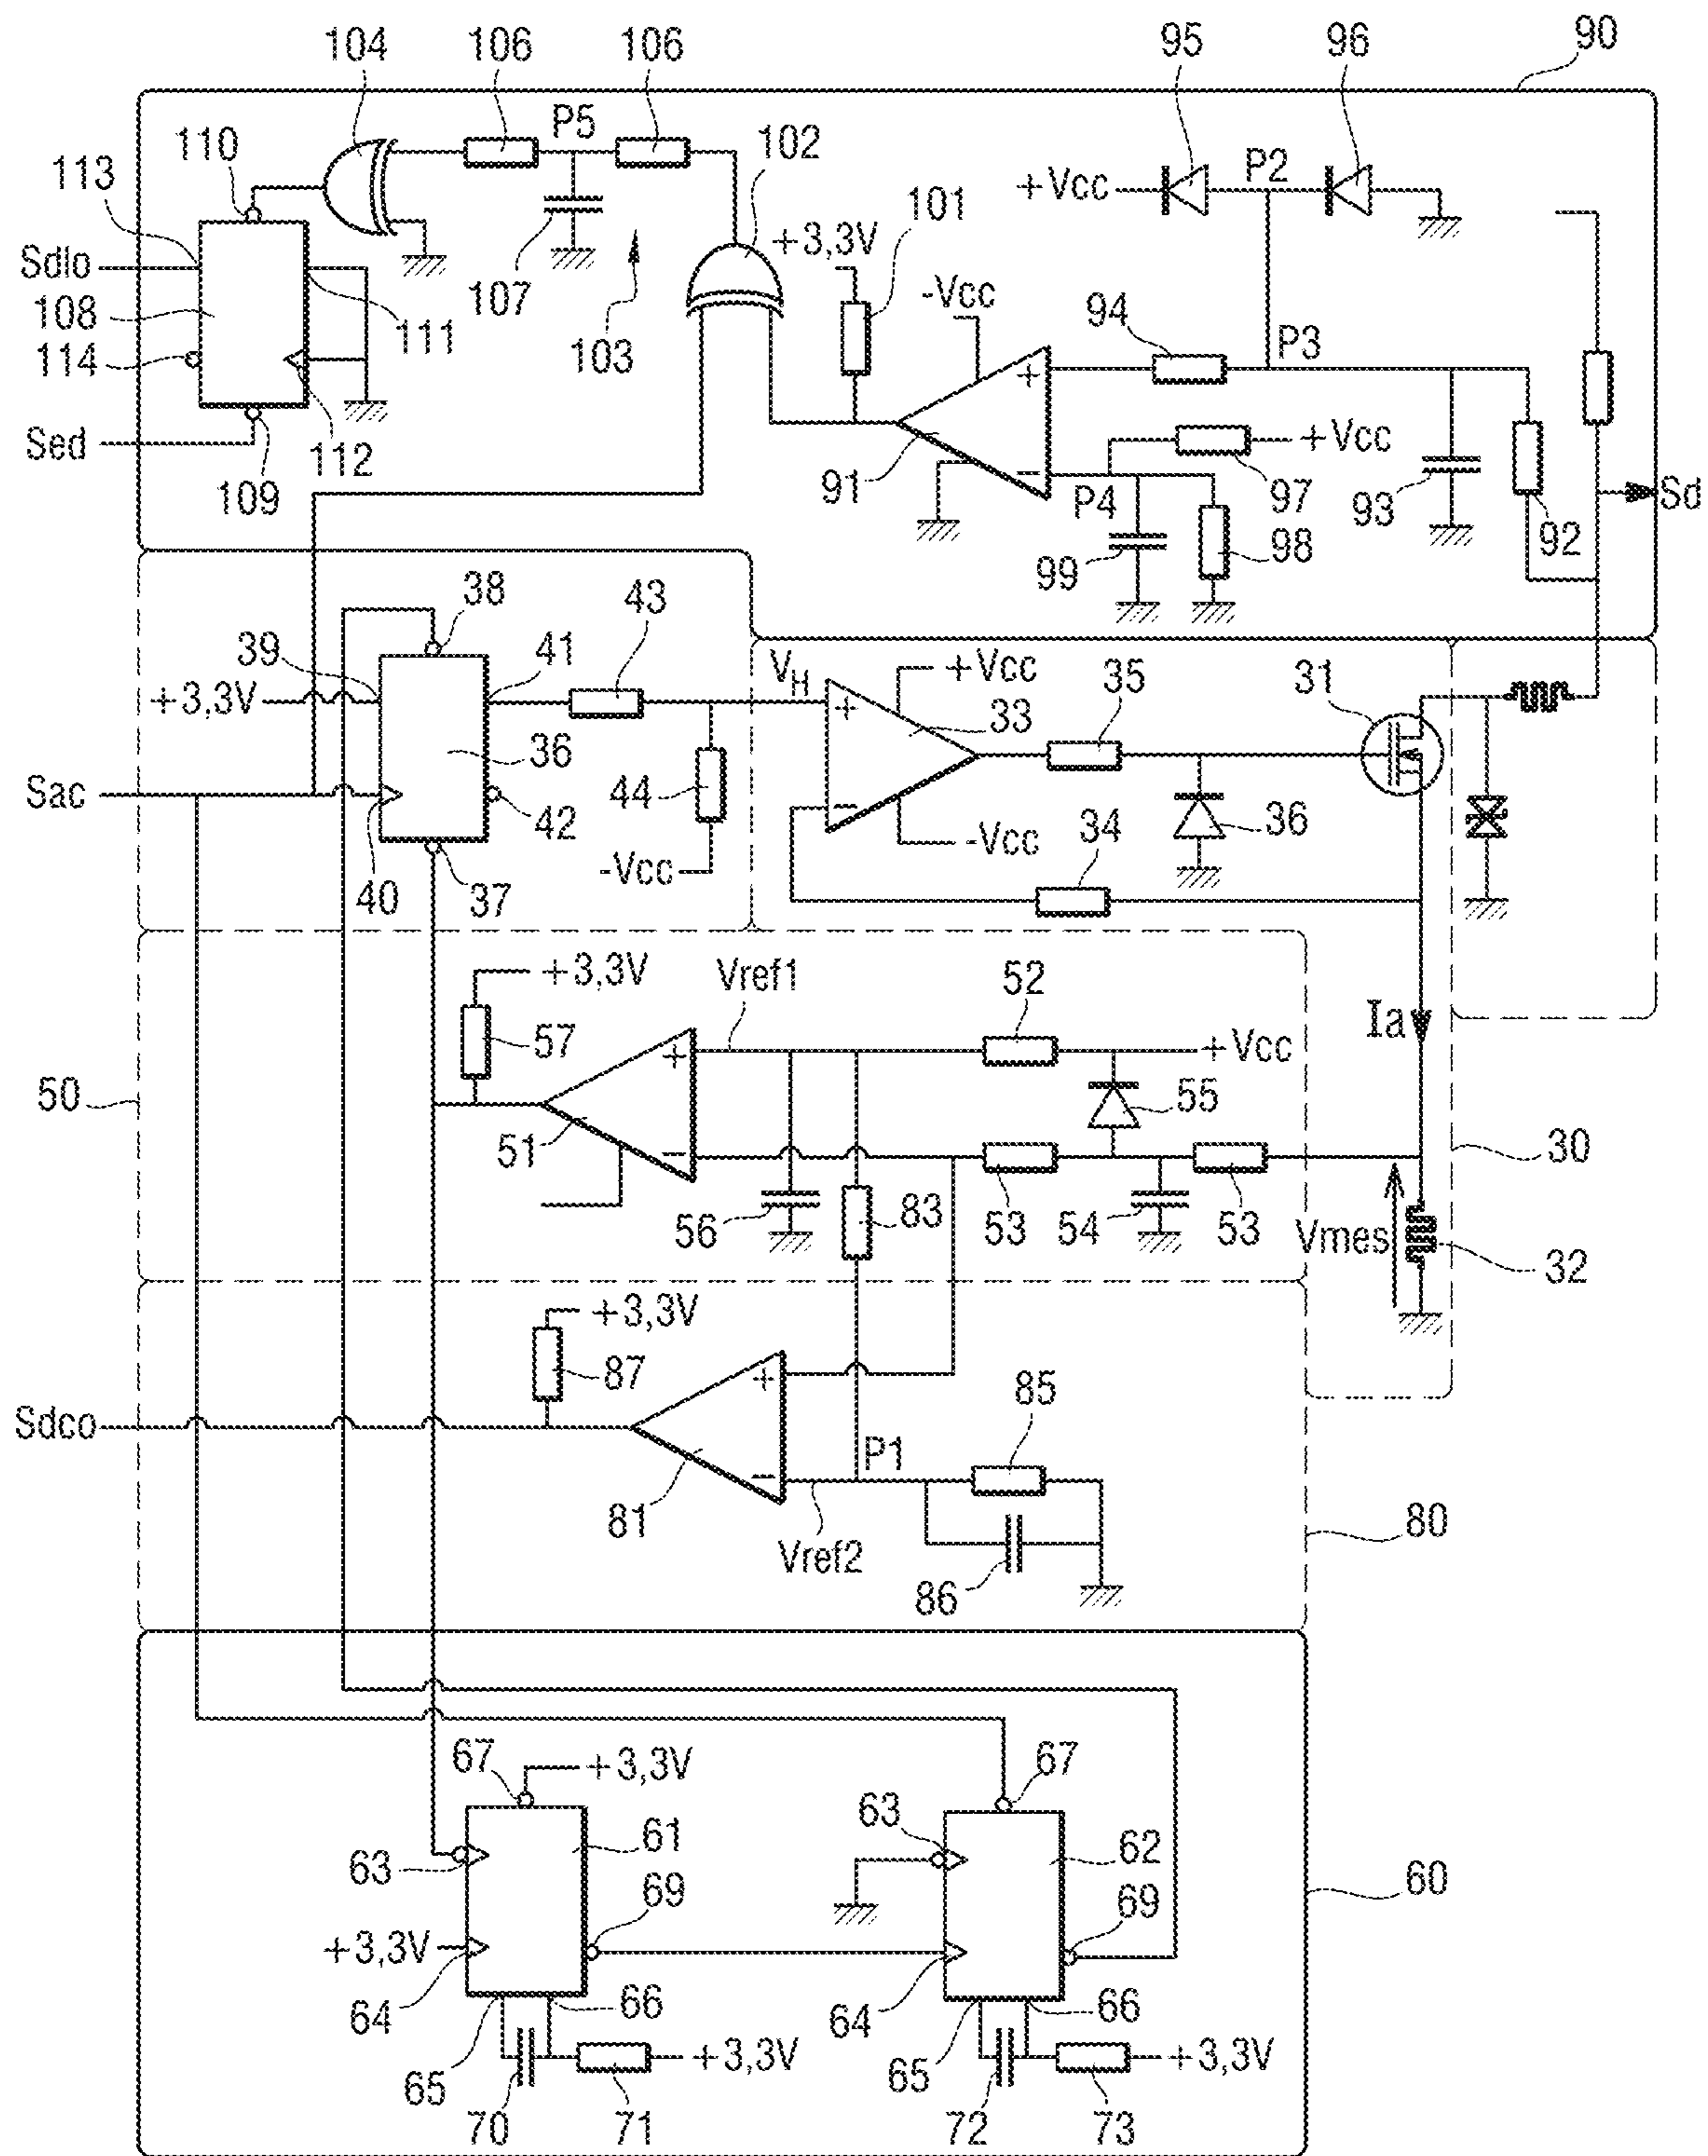 104 106 106 95 96 90
P5
110 102 P2
113 +Vcc
101
+3,3V
Sdlo
-Vcc
108 107 94
111 P3
114 103
+Vcc
Sed 112 91 97 Sd
109 P4 93
99 98 92
38 43
39 41 VH +Vcc 35 31
+3,3V 33
36
Sac 44 36
42 -Vcc 34
-Vcc
40 37
+3,3V Vref1 52
57 Ia
+Vcc
50 55
51 30
56 83 53 54 53 Vmes
32
+3,3V
87
85
Sdco
P1
81 80
Vref2
86
67 +3,3V 67
63
61
63 62
69 69 60
+3,3V
64 66 64 66
65 +3,3V 65 +3,3V
70 71 72 73